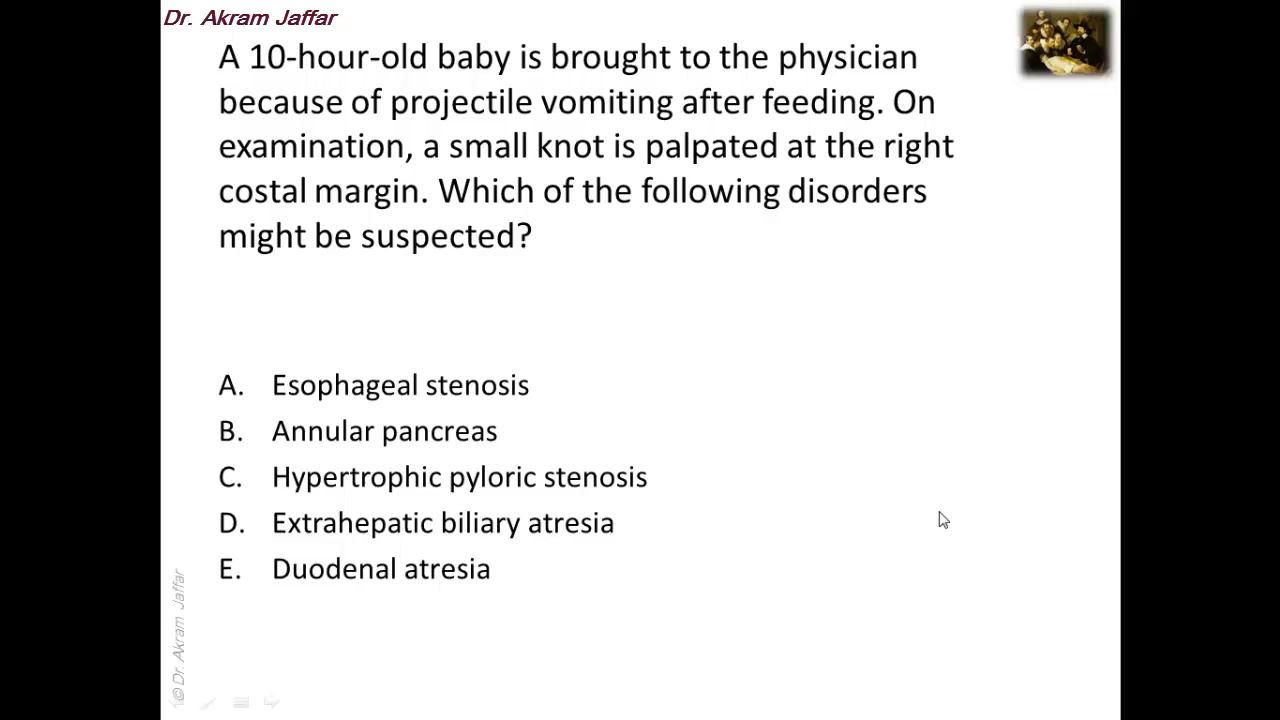 Dr. Akram Jaffar
A 10-hour-old baby is brought to the physician
because of projectile vomiting after feeding. On
examination, a small knot is palpated at the right
costal margin. Which of the following disorders
might be suspected?
A. Esophageal stenosis
B. Annular pancreas
C. Hypertrophic pyloric stenosis
D. Extrahepatic biliary atresia
E. Duodenal atresia
© Dr. Akram Jaffar